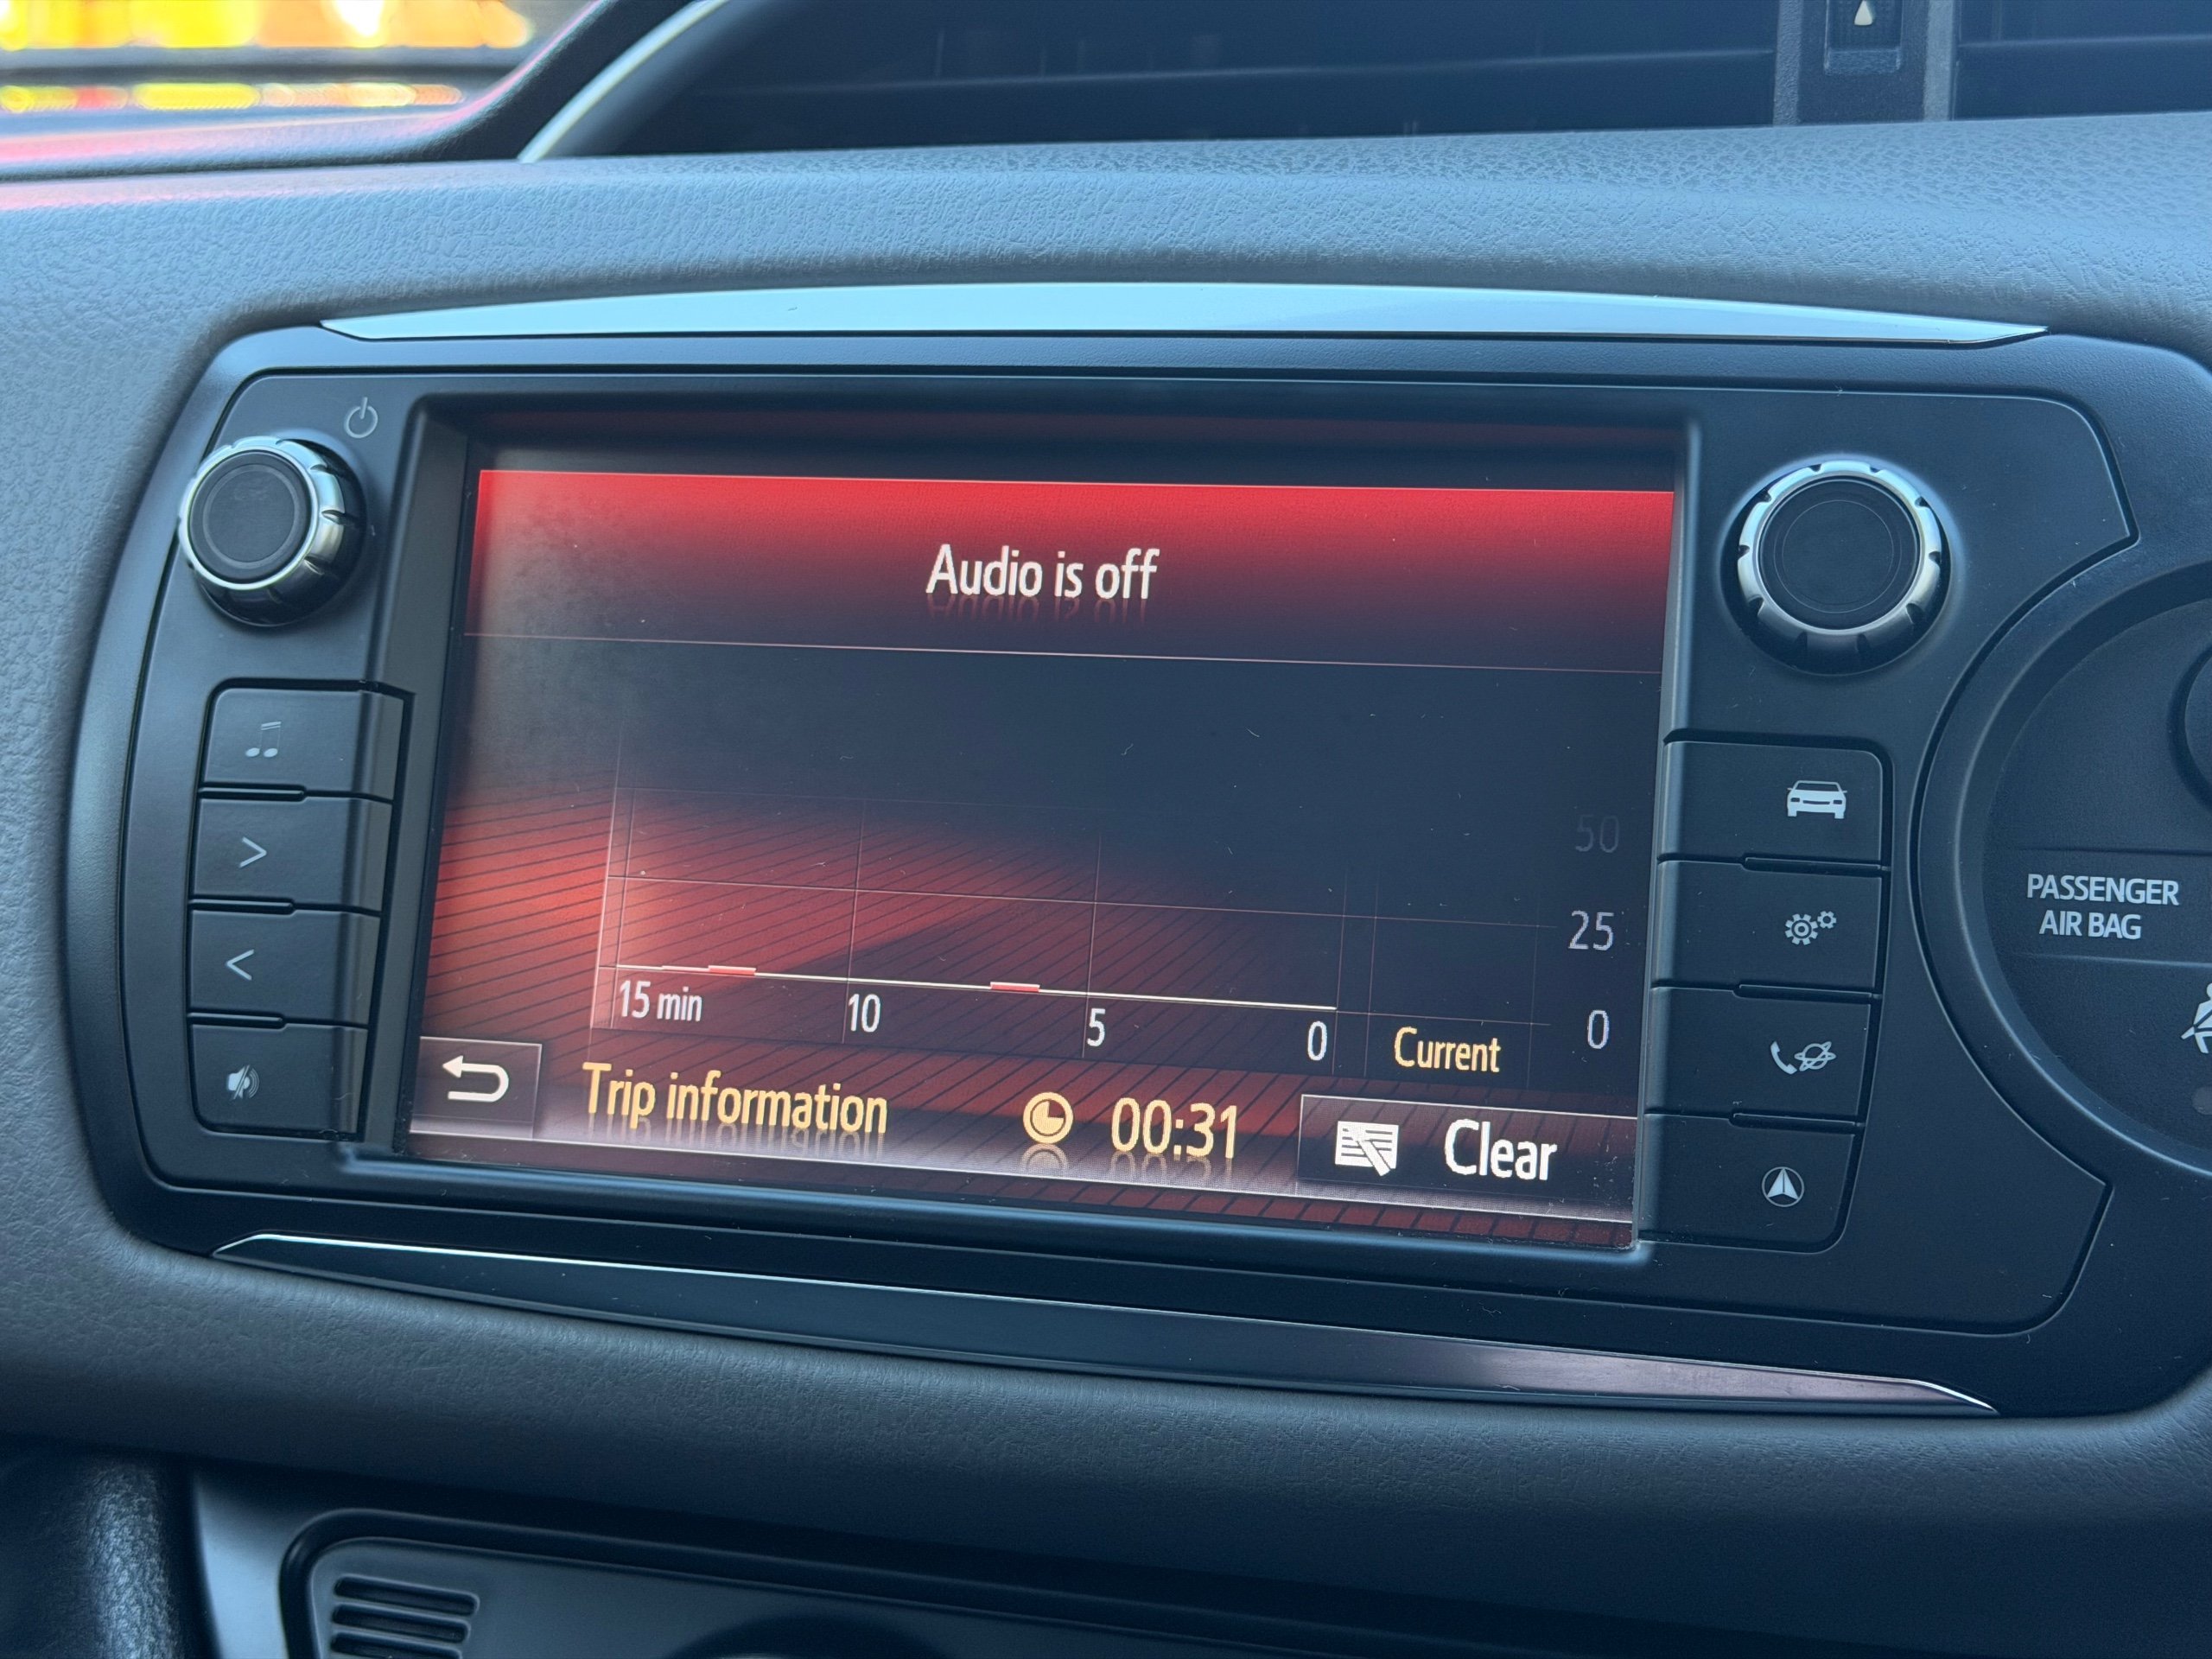 Audio is off
50
25
0
15 min 10 5 0 Current
Trip information 00:31 Clear
PASSENGER
AIR BAG